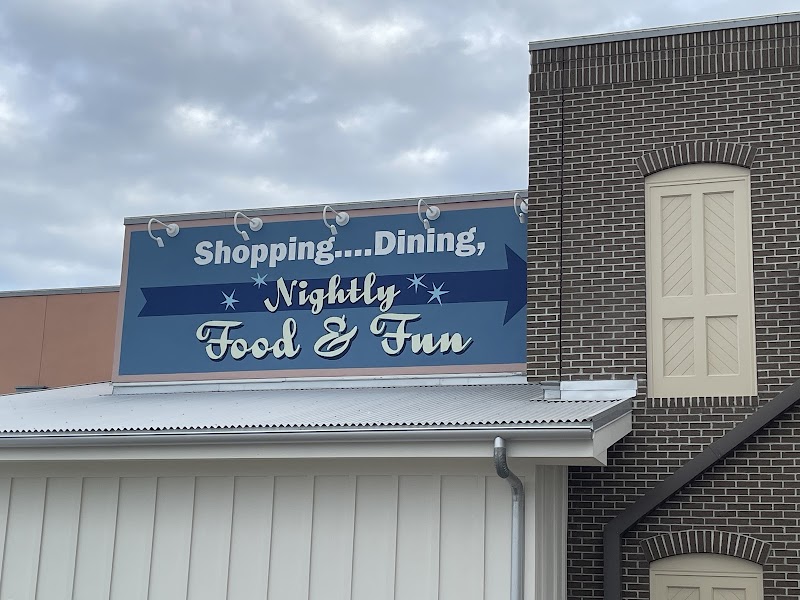 Shopping....Dining,
Nightly
Food & Fun